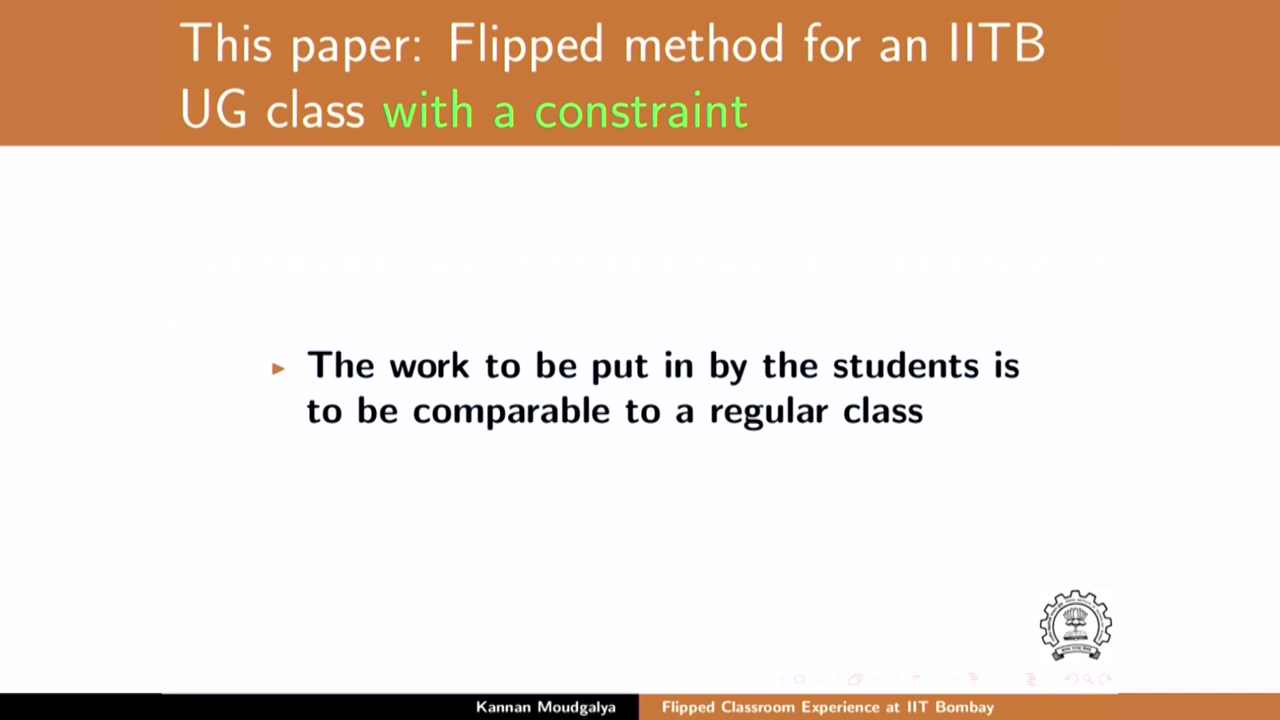 This paper: Flipped method for an IITB
UG class with a constraint
The work to be put in by the students is
to be comparable to a regular class
Kannan Moudgalya
Flipped Classroom Experience at IIT Bombay